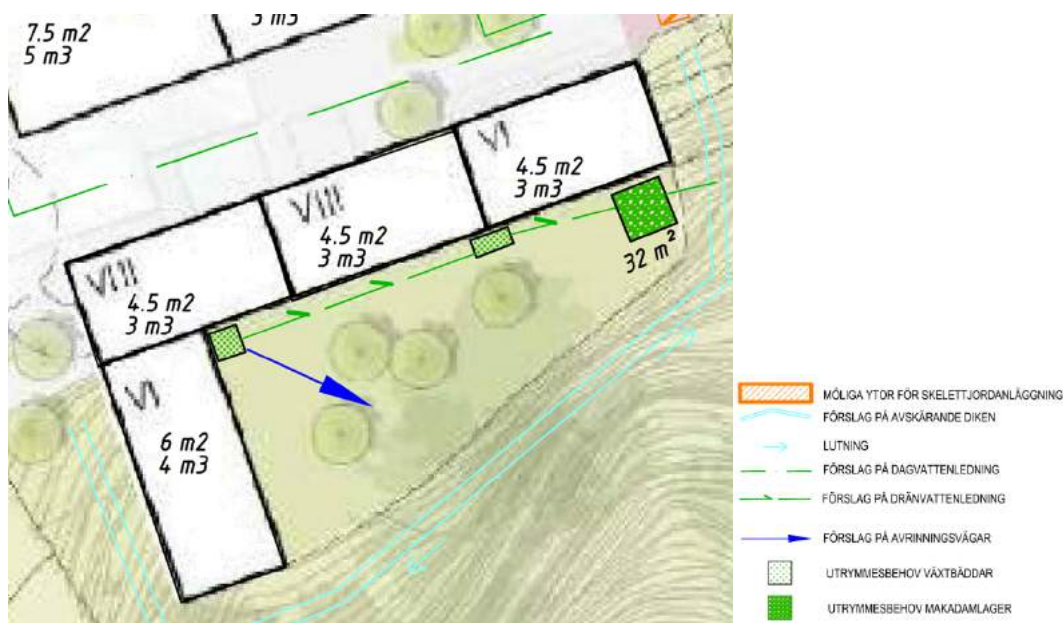 7.5 m2
5 m3
3 m3
VI
4.5 m2
3 m3
VIII
4.5 m2
3 m3
32 m²
VIII
4.5 m2
3 m3
VI
6 m2
4 m3
MÖLIGA YTOR FÖR SKELETTJORDANLÄGGNING
FÖRSLAG PÅ AVSKÄRANDE DIKEN
LUTNING
FÖRSLAG PÅ DAGVATTENLEDNING
FÖRSLAG PÅ DRÄNVATTENLEDNING
FÖRSLAG PÅ AVRINNINGSVÄGAR
UTRYMMESBEHOV VÄXTBÄDDAR
UTRYMMESBEHOV MAKADAMLAGER